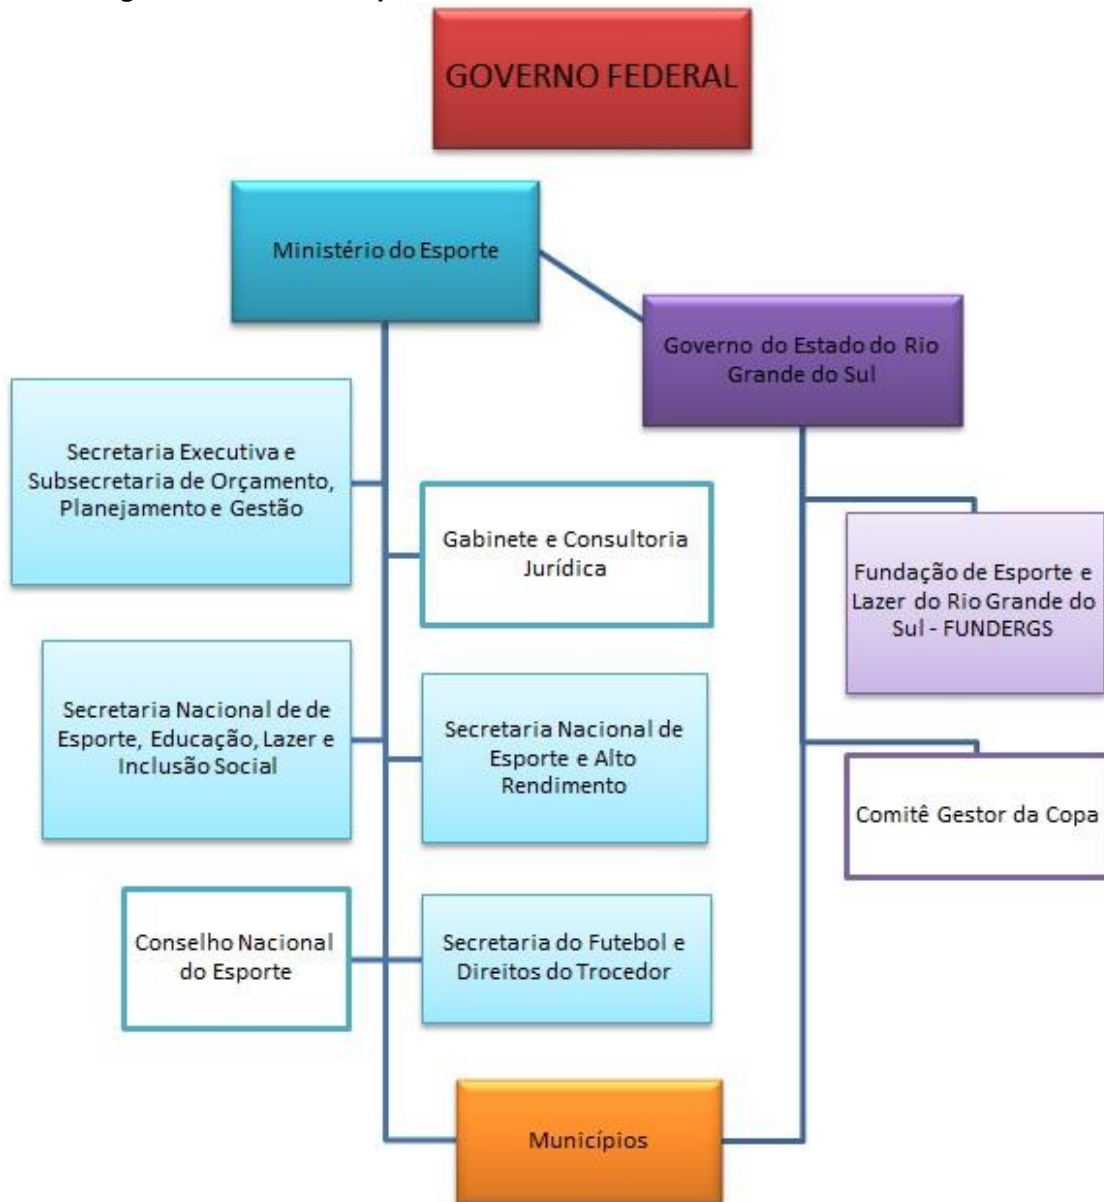 GOVERNO FEDERAL
Ministério do Esporte
Governo do Estado do Rio
Grande do Sul
Secretaria Executiva e
Subsecretaria de Orçamento,
Planejamento e Gestão
Gabinete e Consultoria
Jurídica
Fundação de Esporte e
Lazer do Rio Grande do
Sul - FUNDERGS
Secretaria Nacional de de
Esporte, Educação, Lazer e
Inclusão Social
Secretaria Nacional de
Esporte e Alto
Rendimento
Comitê Gestor da Copa
Conselho Nacional
do Esporte
Secretaria do Futebol e
Direitos do Trocedor
Municípios